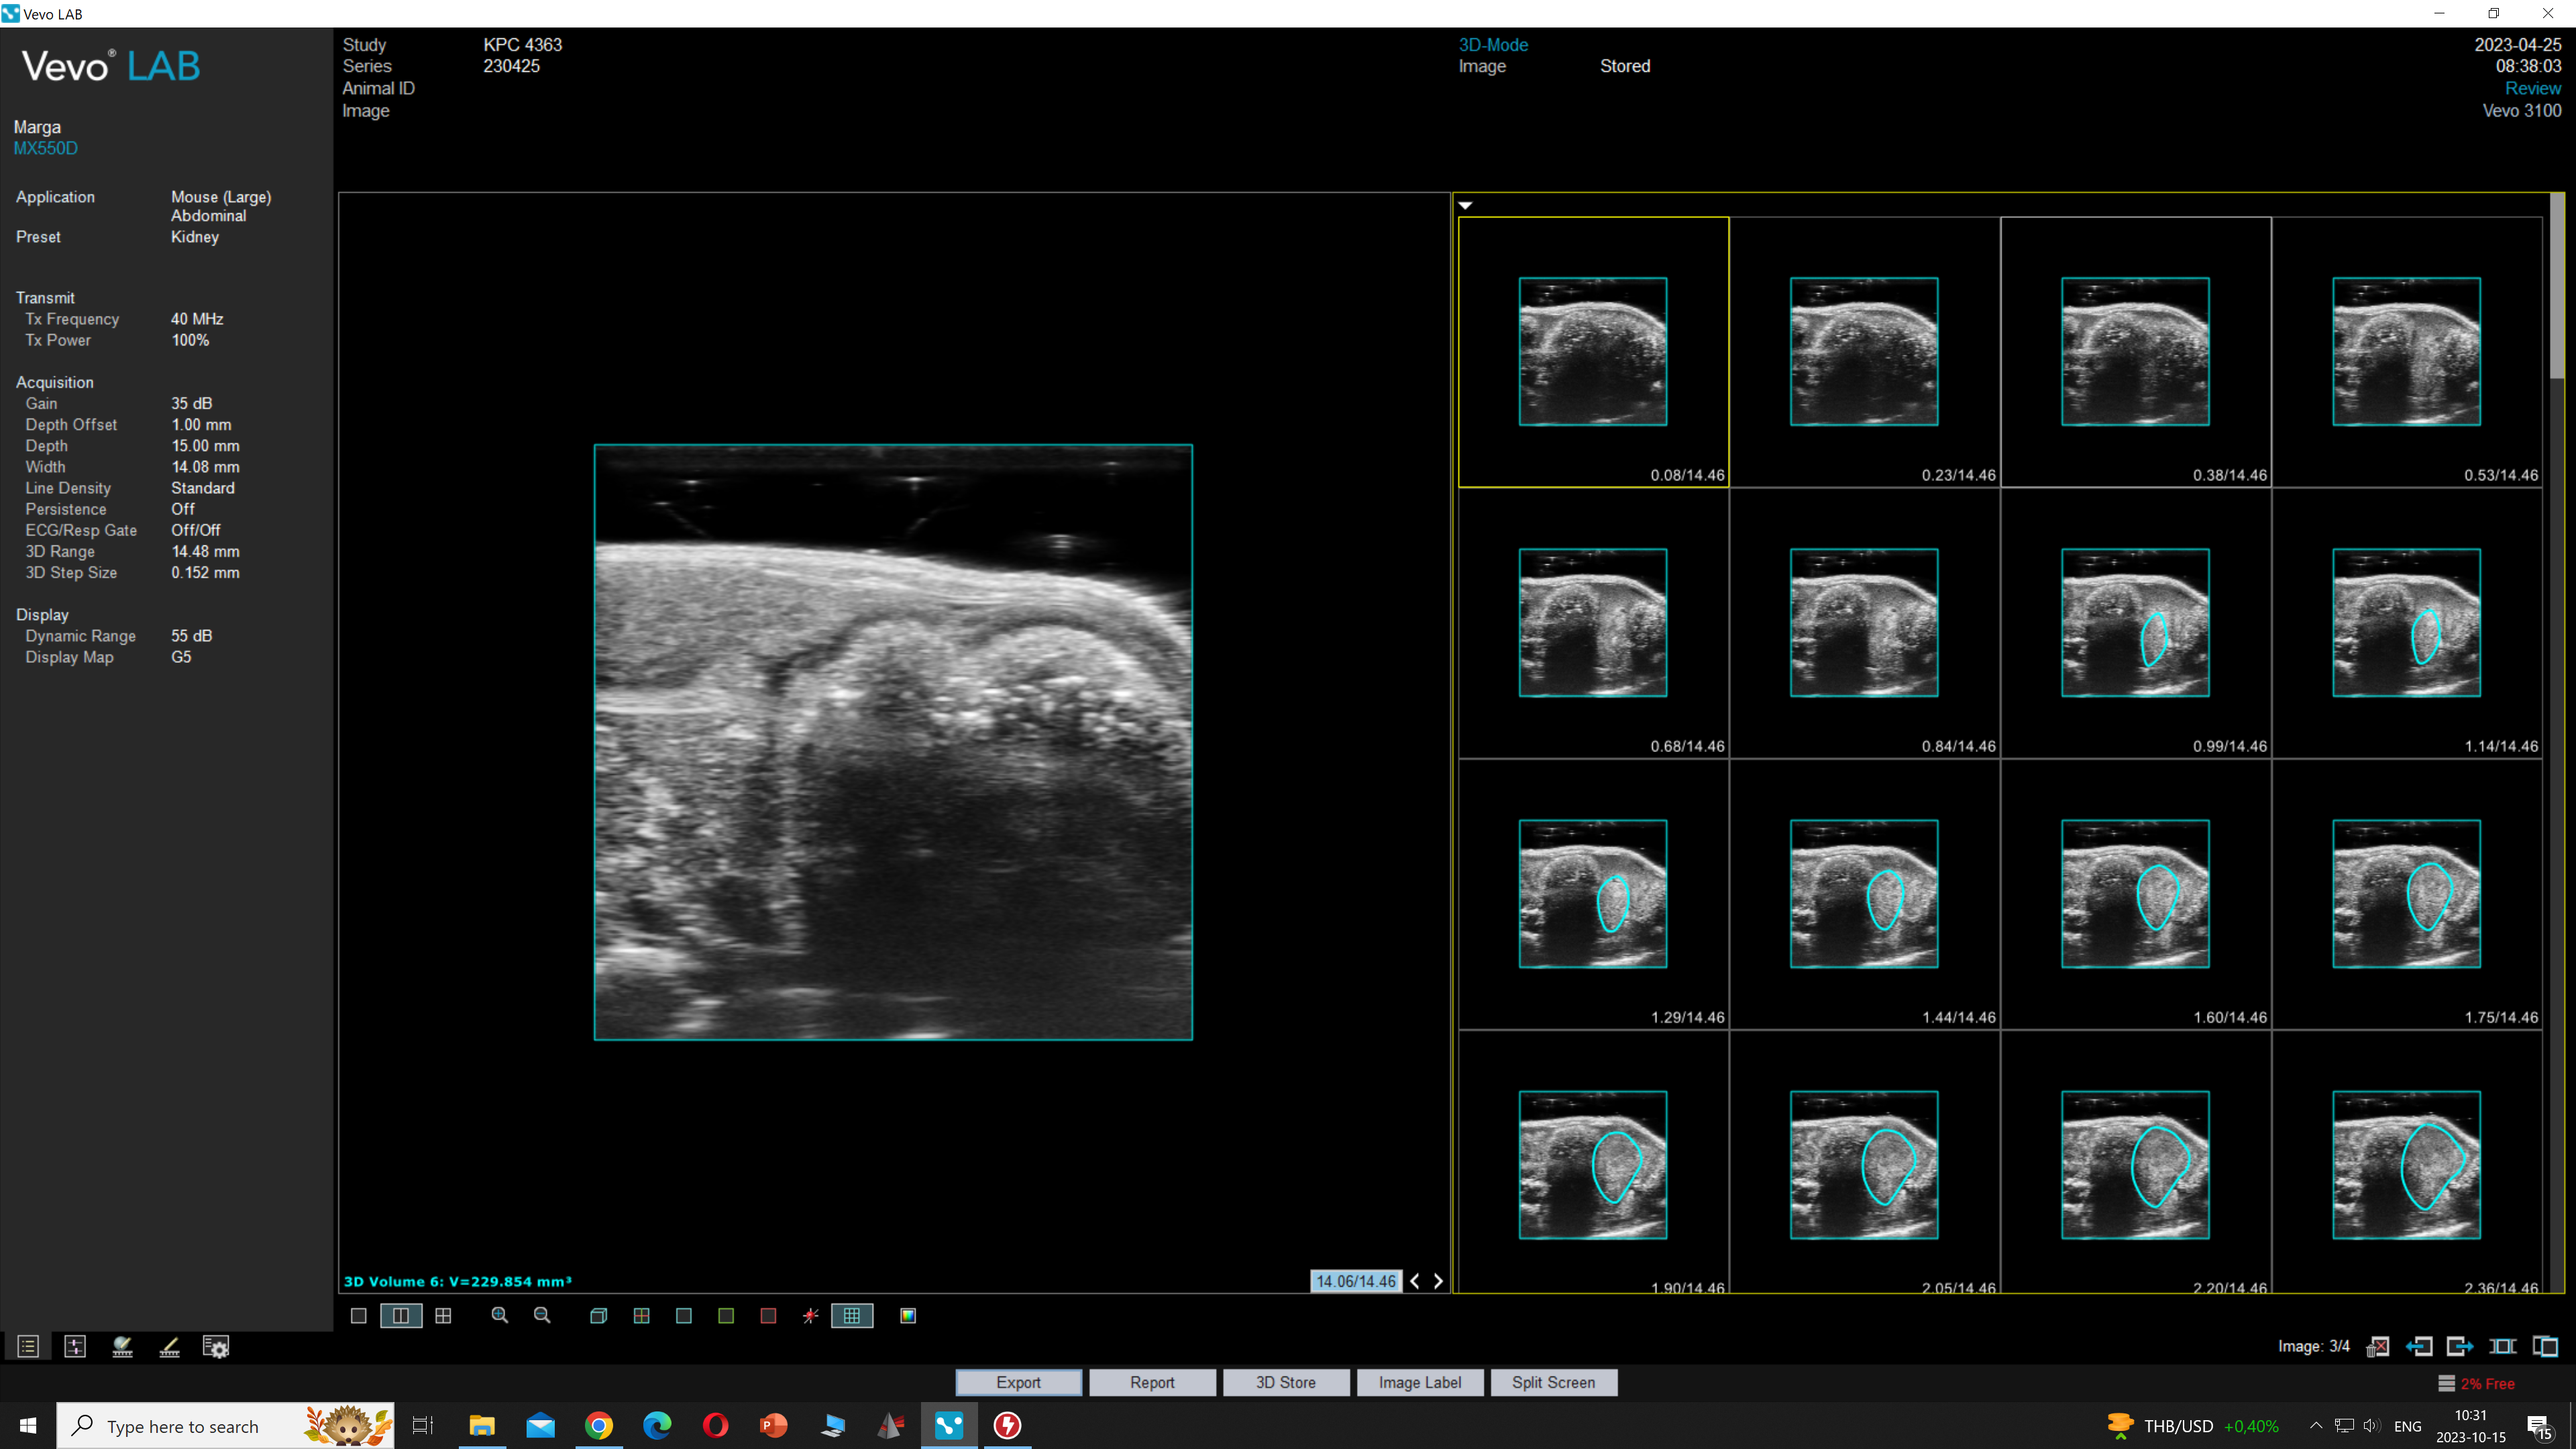 Vevo LAB
Vevo® LAB
Marga
MX550D
Application Mouse (Large)
Abdominal
Preset Kidney
Transmit
Tx Frequency 40 MHz
Tx Power 100%
Acquisition
Gain 35 dB
Depth Offset 1.00 mm
Depth 15.00 mm
Width 14.08 mm
Line Density Standard
Persistence Off
ECG/Resp Gate Off/Off
3D Range 14.48 mm
3D Step Size 0.152 mm
Display
Dynamic Range 55 dB
Display Map G5
Study KPC 4363
Series 230425
Animal ID
Image
3D-Mode
Image Stored
2023-04-25
08:38:03
Review
Vevo 3100
3D Volume 6: V=229.854 mm³
14.06/14.46
0.08/14.46 0.23/14.46 0.38/14.46 0.53/14.46
0.68/14.46 0.84/14.46 0.99/14.46 1.14/14.46
1.29/14.46 1.44/14.46 1.60/14.46 1.75/14.46
1.90/14.46 2.05/14.46 2.20/14.46 2.36/14.46
Image: 3/4
Export Report 3D Store Image Label Split Screen
2% Free
Type here to search
THB/USD +0,40%
ENG
10:31
2023-10-15
15